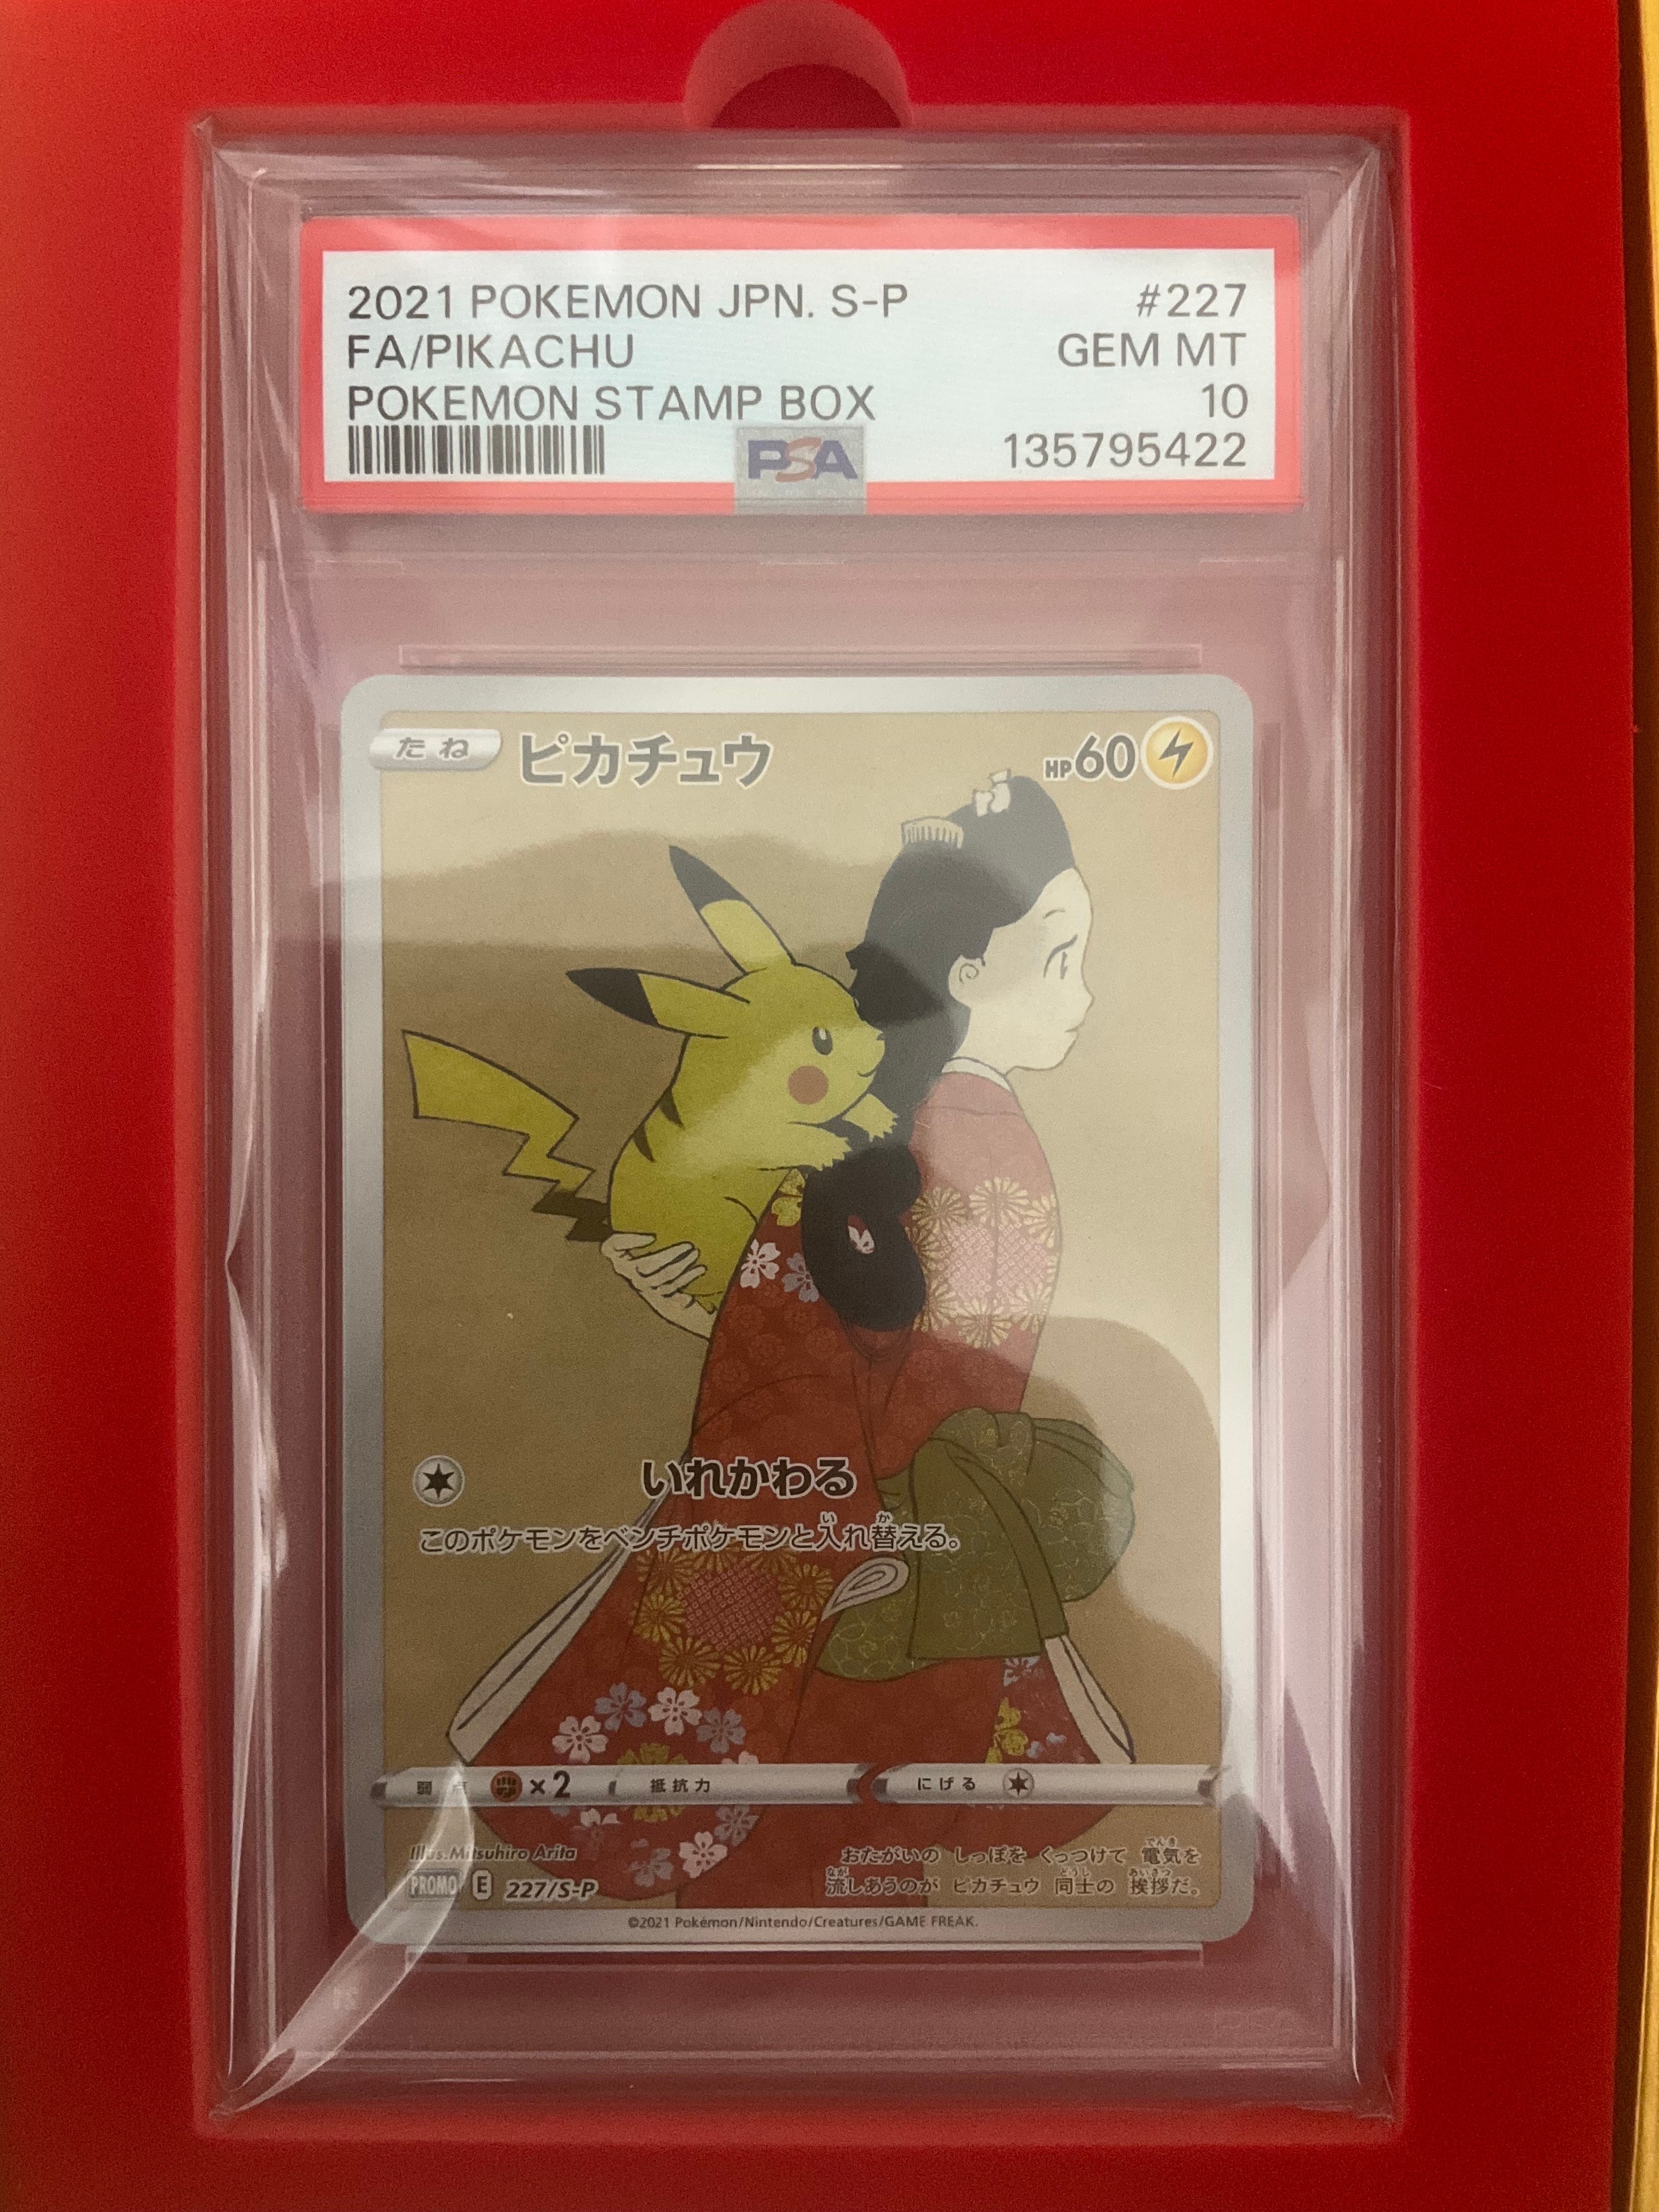 2021 POKEMON JPN. S-P #227
FA/PIKACHU GEM MT
POKEMON STAMP BOX 10
PSA 135795422
たね ピカチュウ HP60
いれかわる
このポケモンをベンチポケモンと入れ替える。
弱点 ×2 抵抗力 にげる
Illus.Mitsuhiro Arita
PROMO E 227/S-P
おたがいの しっぽを くっつけて 電気を
流しあうのが ピカチュウ 同士の 挨拶だ。
©2021 Pokémon/Nintendo/Creatures/GAME FREAK.